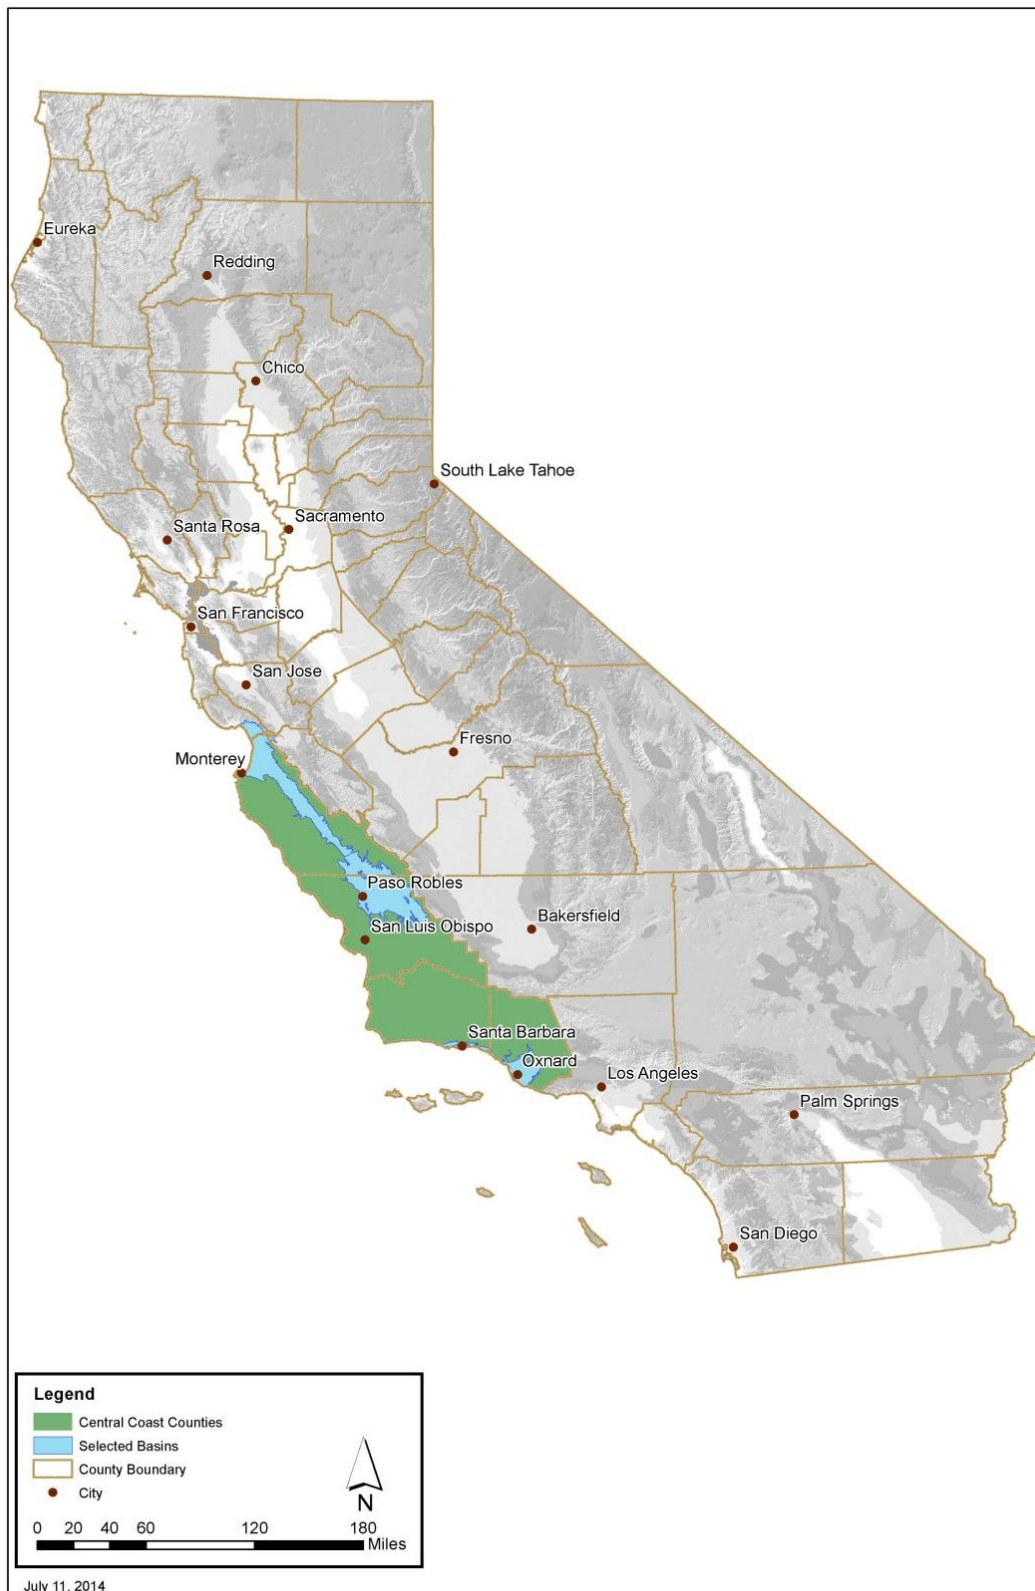 Eureka
Redding
Chico
South Lake Tahoe
Sacramento
Santa Rosa
San Francisco
San Jose
Fresno
Monterey
Paso Robles
Bakersfield
San Luis Obispo
Santa Barbara
Oxnard
Los Angeles
Palm Springs
San Diego
Legend
Central Coast Counties
Selected Basins
County Boundary
City
N
0 20 40 60 120 180
Miles
July 11, 2014